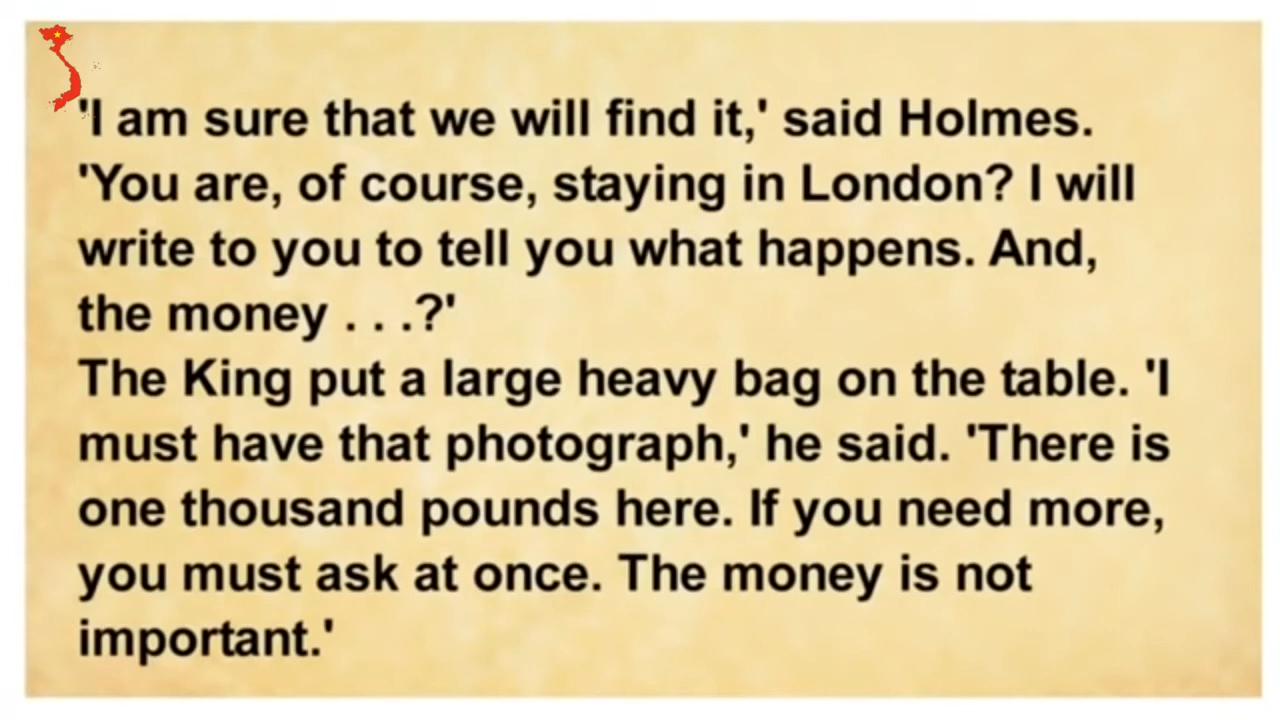 'I am sure that we will find it,' said Holmes.
'You are, of course, staying in London? I will
write to you to tell you what happens. And,
the money . . .?'
The King put a large heavy bag on the table. 'I
must have that photograph,' he said. 'There is
one thousand pounds here. If you need more,
you must ask at once. The money is not
important.'